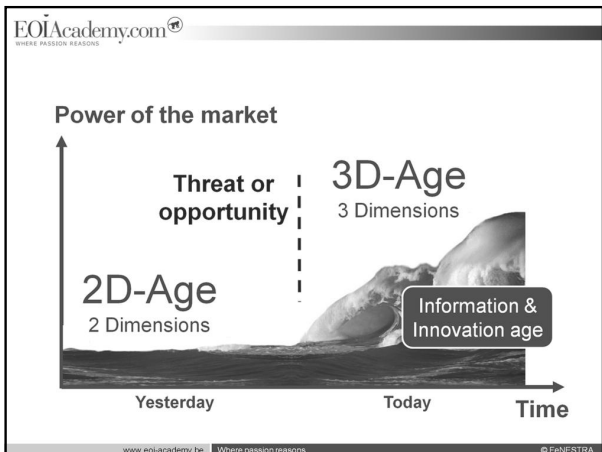 EOIAcademy.com®
WHERE PASSION REASONS
Power of the market
Threat or
opportunity
3D-Age
3 Dimensions
2D-Age
2 Dimensions
Information &
Innovation age
Yesterday
Today
Time
www.eoi-academy.be
Where passion reasons
© FeNESTRA